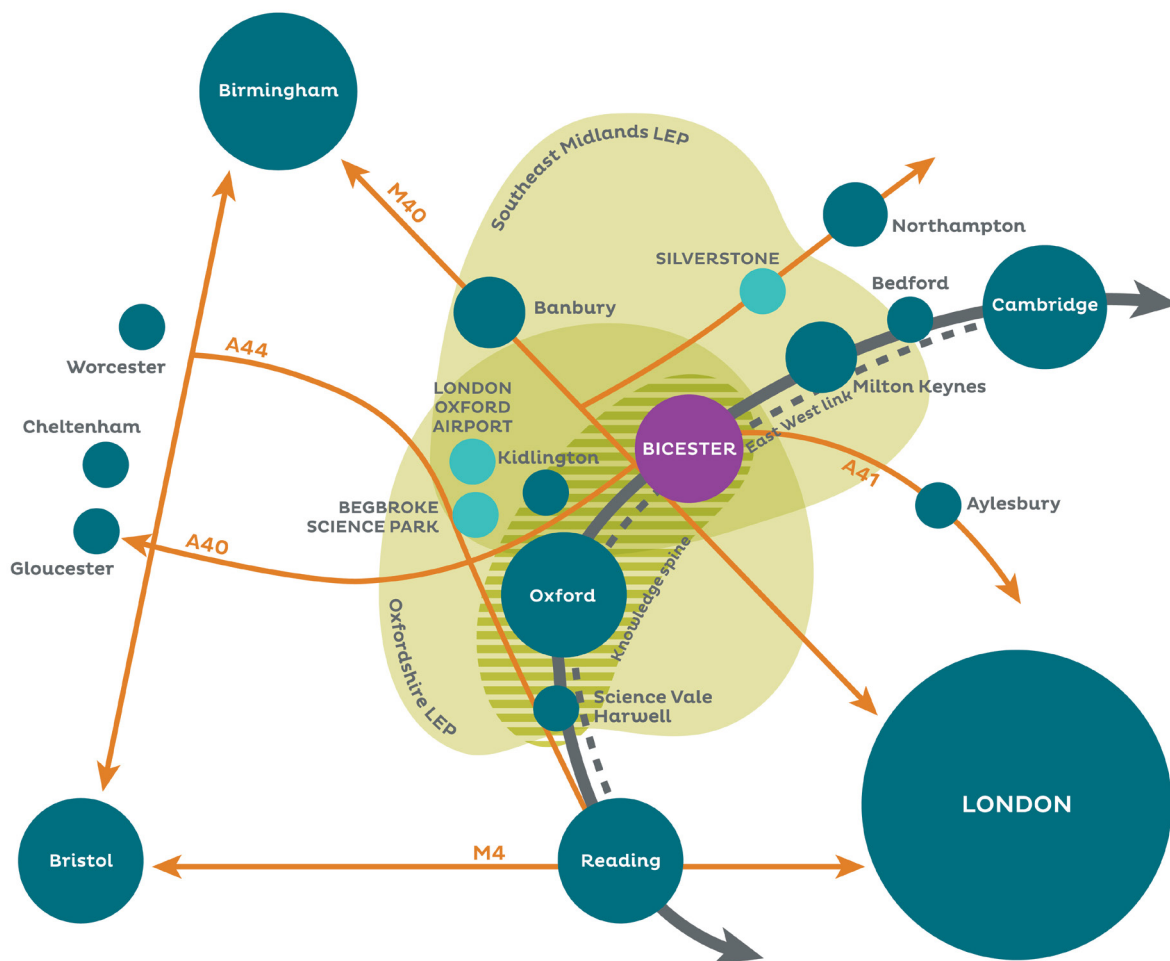 Birmingham
Southeast Midlands LEP
M40
Northampton
SILVERSTONE
Bedford
Cambridge
Banbury
Worcester
A44
LONDON
OXFORD
AIRPORT
Milton Keynes
East West link
Cheltenham
Kidlington
BICESTER
A41
BEGBROKE
SCIENCE PARK
Aylesbury
A40
Gloucester
Knowledge spine
Oxford
Oxfordshire LEP
Science Vale
Harwell
LONDON
Bristol
M4
Reading